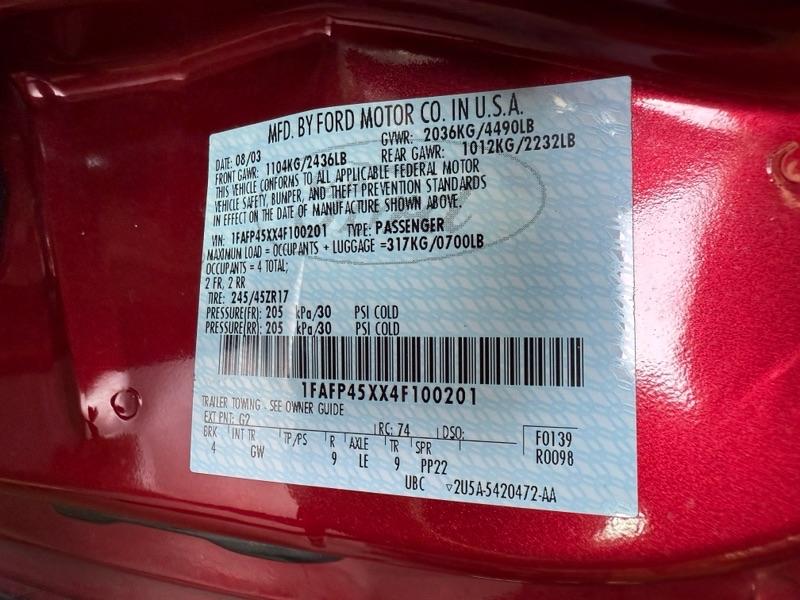 MFD. BY FORD MOTOR CO. IN U.S.A.
DATE: 08/03 GVWR: 2036KG/4490LB
FRONT GAWR: 1104KG/2436LB REAR GAWR: 1012KG/2232LB
THIS VEHICLE CONFORMS TO ALL APPLICABLE FEDERAL MOTOR
VEHICLE SAFETY, BUMPER, AND THEFT PREVENTION STANDARDS
IN EFFECT ON THE DATE OF MANUFACTURE SHOWN ABOVE.
VIN: 1FAFP45XX4F100201 TYPE: PASSENGER
MAXIMUM LOAD = OCCUPANTS + LUGGAGE =317KG/0700LB
OCCUPANTS = 4 TOTAL;
2 FR, 2 RR
TIRE: 245/45ZR17
PRESSURE(FR): 205 kPa/30 PSI COLD
PRESSURE(RR): 205 kPa/30 PSI COLD
1FAFP45XX4F100201
TRAILER TOWING - SEE OWNER GUIDE
EXT PNT: G2 RC: 74 DSO: F0139
BRK INT TR TP/PS R AXLE TR SPR R0098
4 GW 9 LE 9 PP22
UBC ▽2U5A-5420472-AA